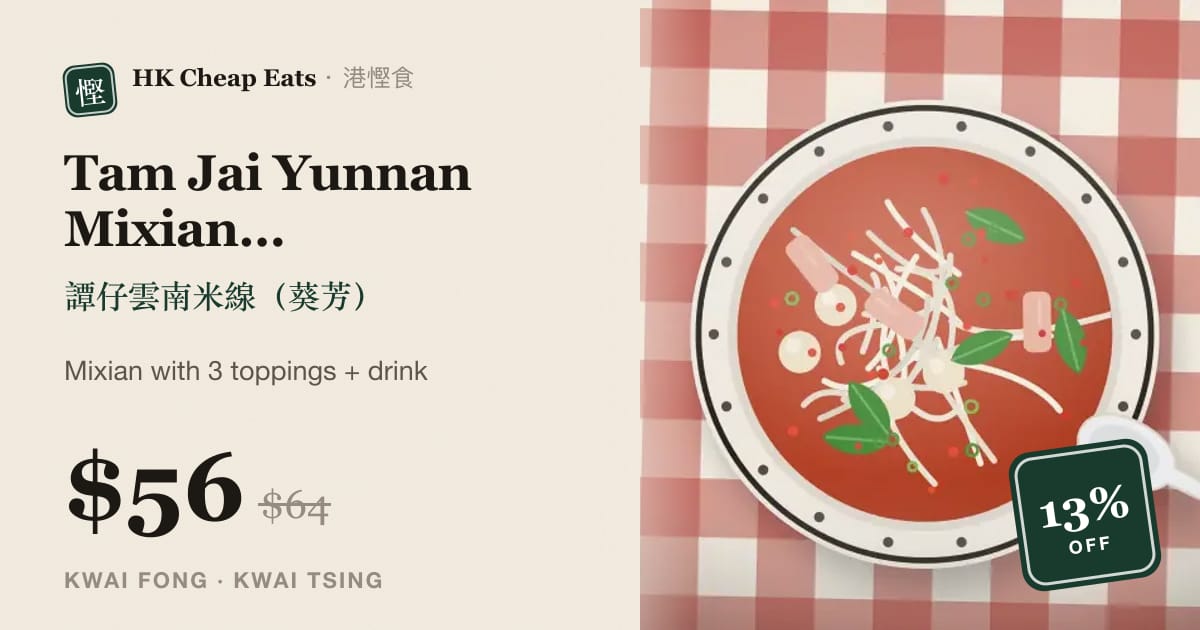 慳
HK Cheap Eats · 港慳食
Tam Jai Yunnan
Mixian...
譚仔雲南米線（葵芳）
Mixian with 3 toppings + drink
$56 $64
KWAI FONG · KWAI TSING
13%
OFF